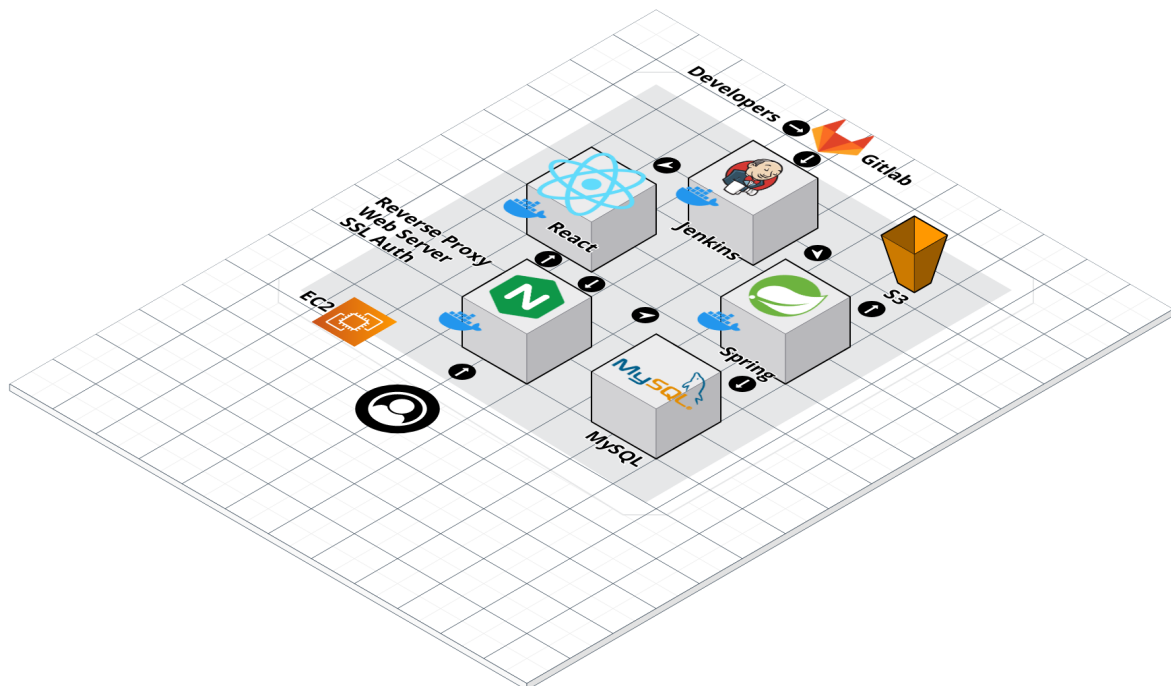 Developers
Gitlab
Jenkins
React
Reverse Proxy
Web Server
SSL Auth
EC2
N
S3
Spring
MySQL
MySQL